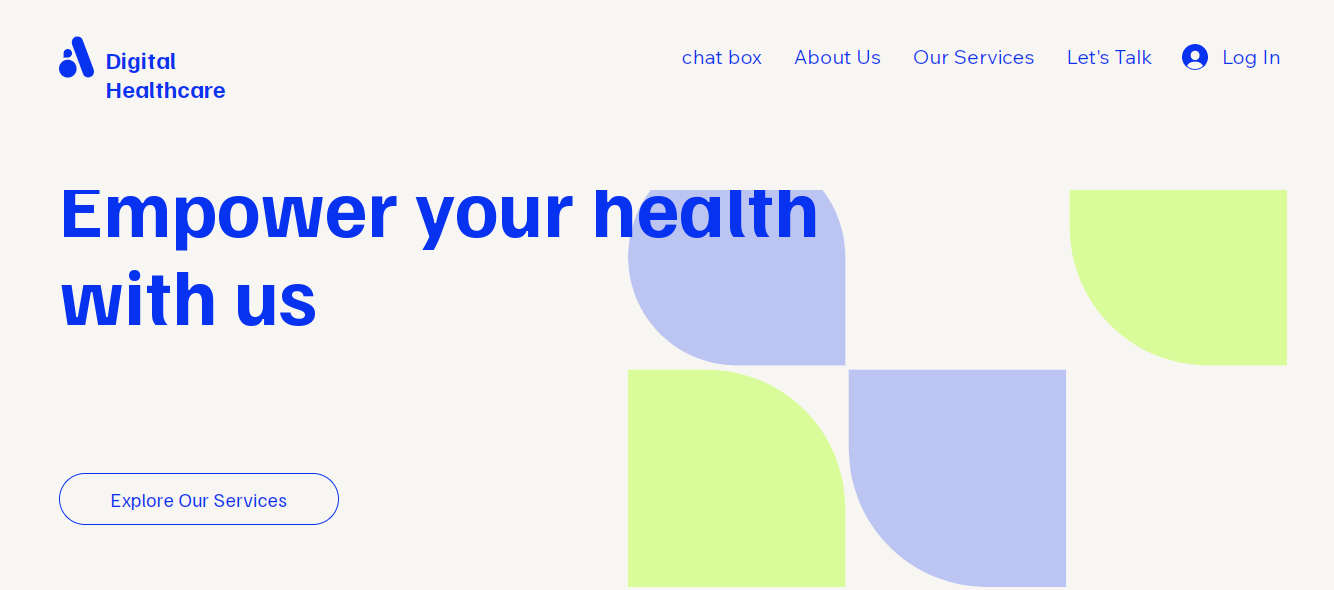 Digital
Healthcare
chat box
About Us
Our Services
Let's Talk
Log In
Empower your health
with us
Explore Our Services